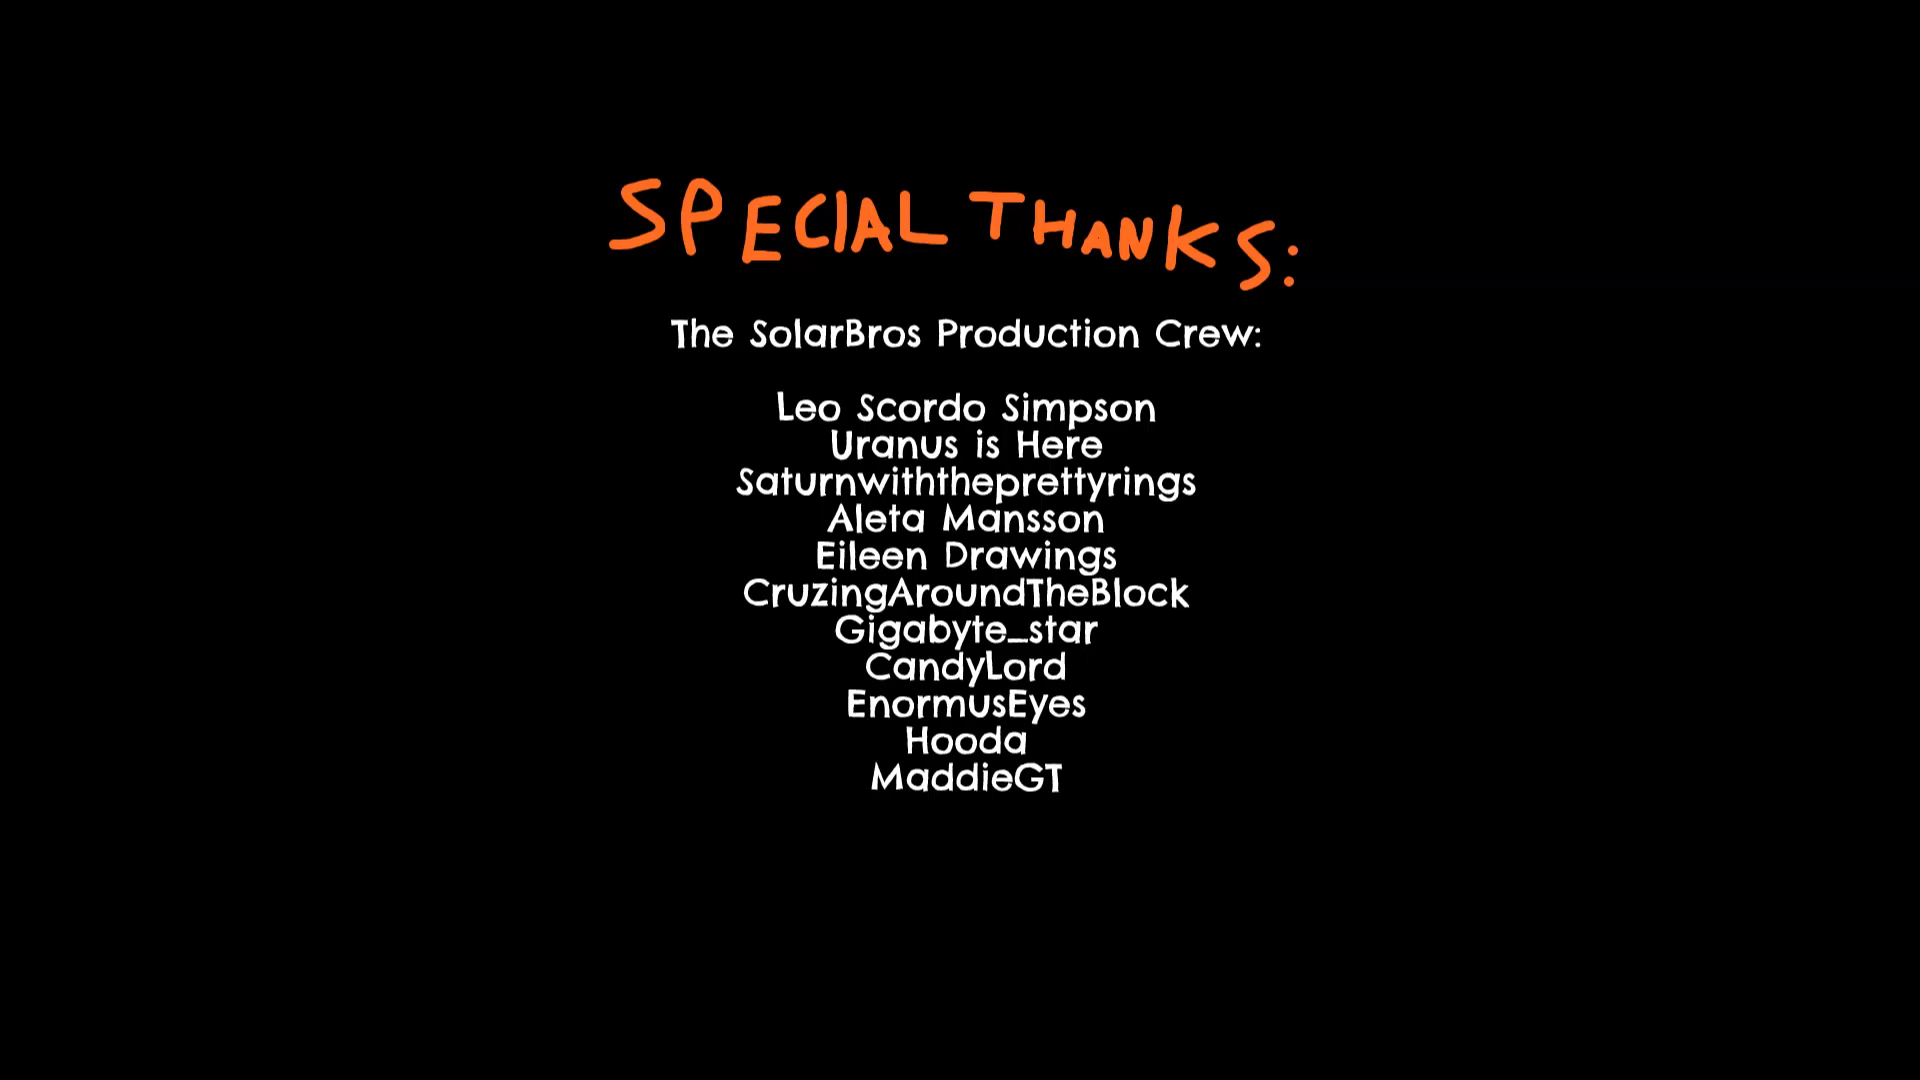 SPECIAL THANKS:
The SolarBros Production Crew:
Leo Scordo Simpson
Uranus is Here
Saturnwiththeprettyrings
Aleta Mansson
Eileen Drawings
CruzingAroundTheBlock
Gigabyte_star
CandyLord
EnormusEyes
Hooda
MaddieGT